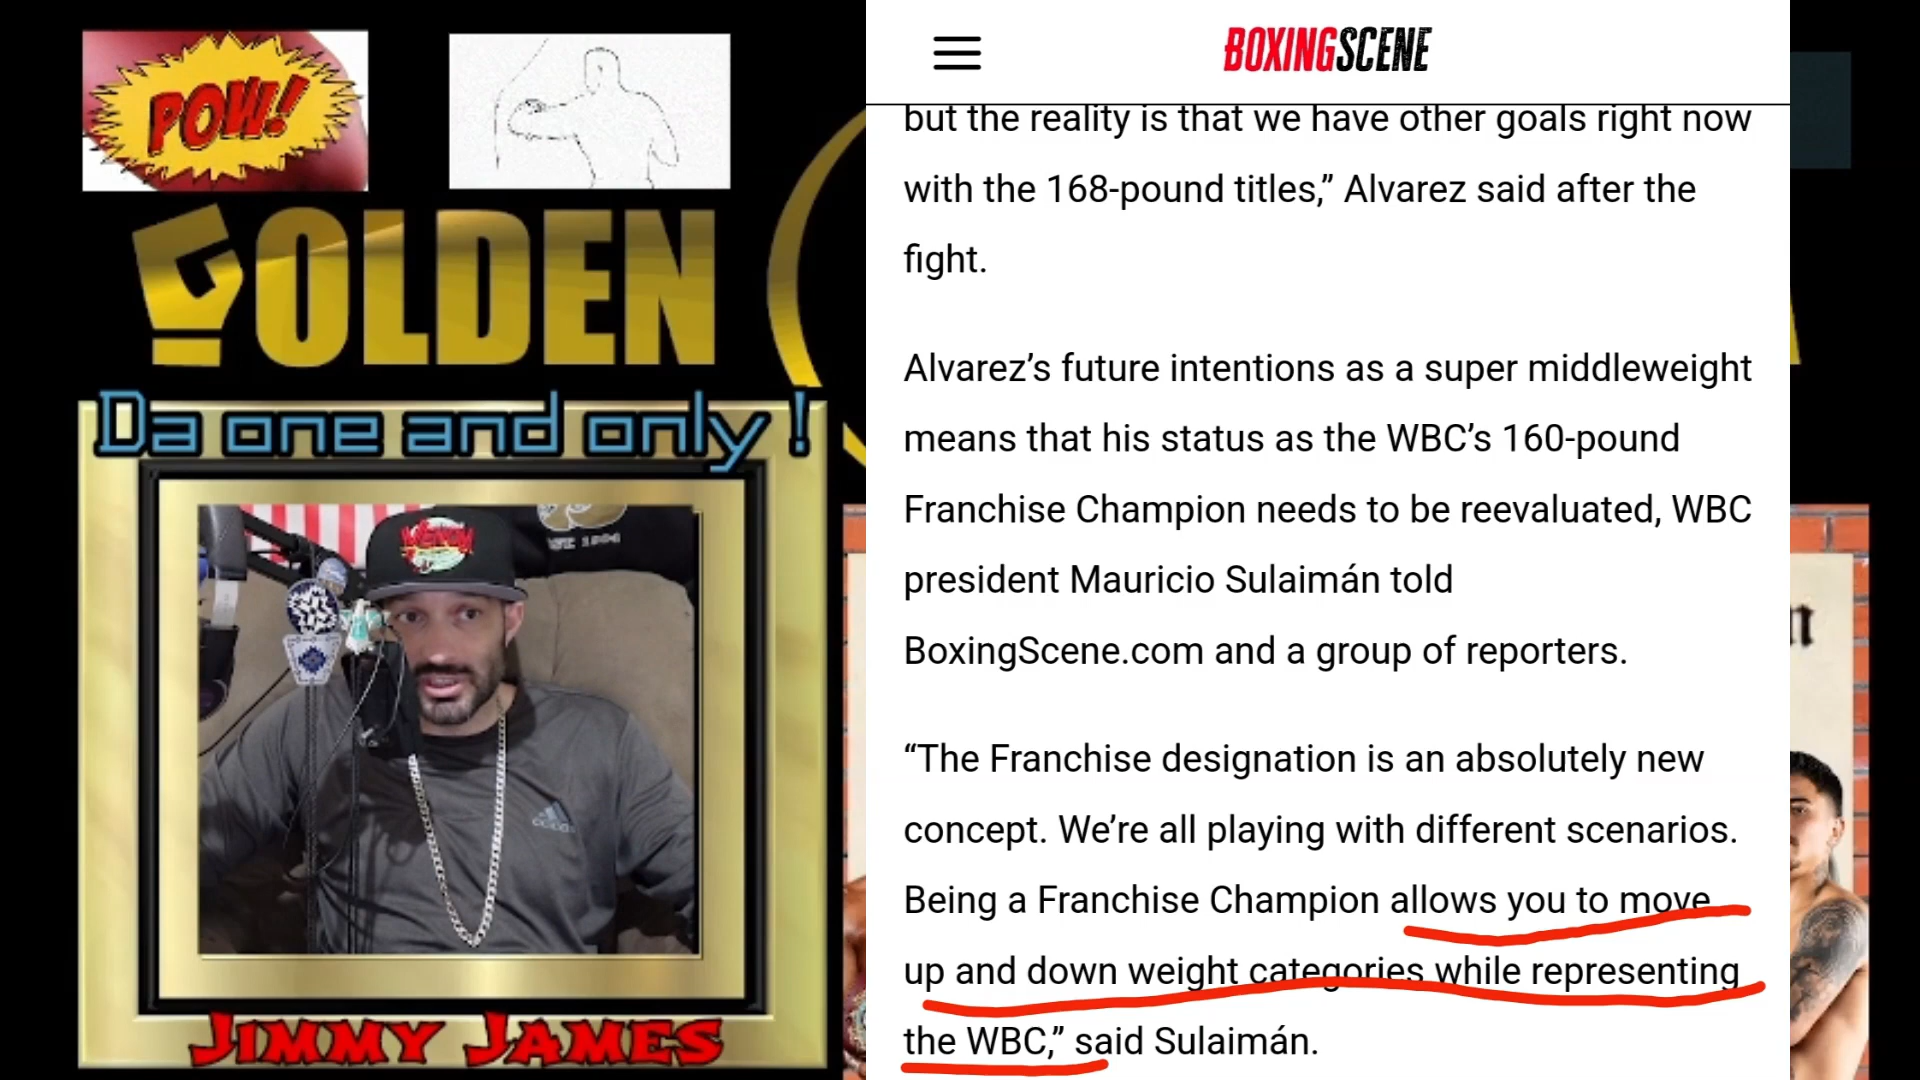 POW!
GOLDEN
Da one and only !
VENOM
adidas
JIMMY JAMES
BOXINGSCENE
but the reality is that we have other goals right now
with the 168-pound titles,” Alvarez said after the
fight.
Alvarez’s future intentions as a super middleweight
means that his status as the WBC’s 160-pound
Franchise Champion needs to be reevaluated, WBC
president Mauricio Sulaimán told
BoxingScene.com and a group of reporters.
“The Franchise designation is an absolutely new
concept. We’re all playing with different scenarios.
Being a Franchise Champion allows you to move
up and down weight categories while representing
the WBC,” said Sulaimán.
n